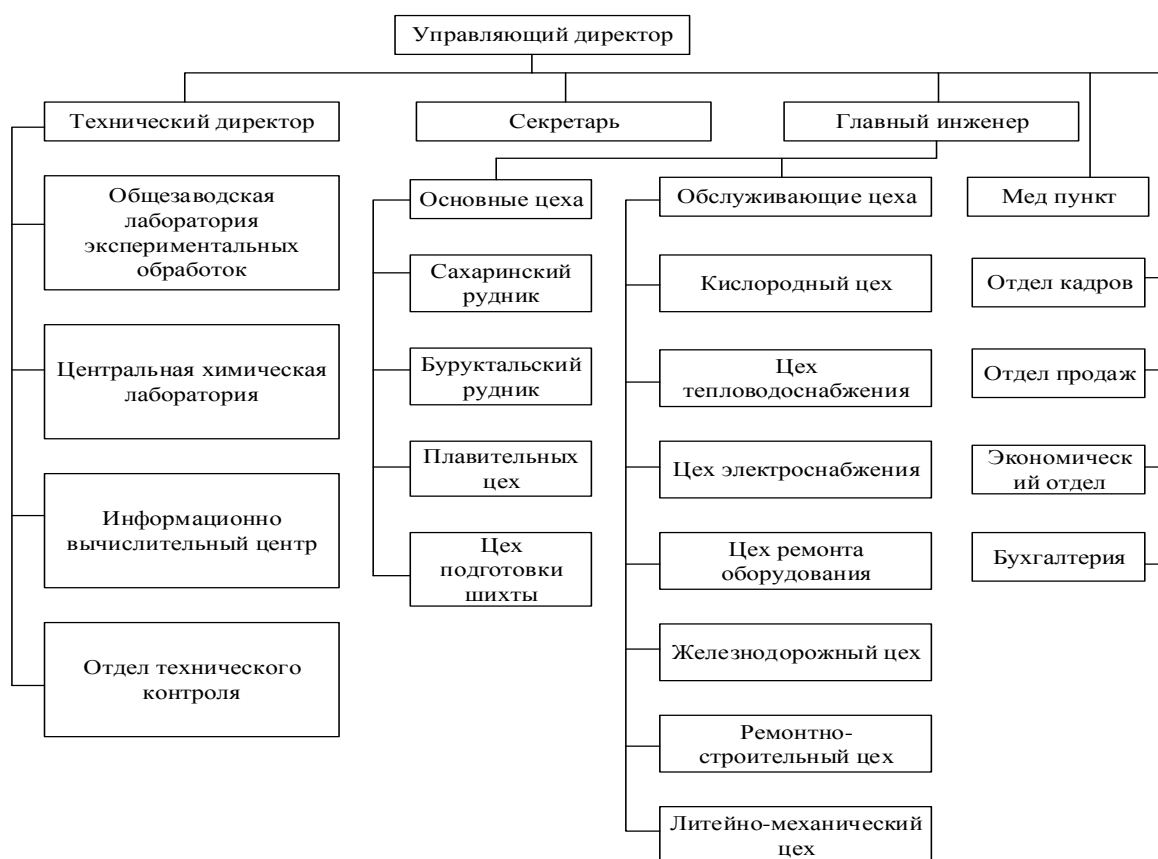 Управляющий директор
Технический директор
Секретарь
Главный инженер
Общезаводская
лаборатория
экспериментальных
обработок
Центральная химическая
лаборатория
Информационно
вычислительный центр
Отдел технического
контроля
Основные цеха
Сахаринский
рудник
Буруктальский
рудник
Плавительных
цех
Цех
подготовки
шихты
Обслуживающие цеха
Кислородный цех
Цех
тепловодоснабжения
Цех электроснабжения
Цех ремонта
оборудования
Железнодорожный цех
Ремонтно-
строительный цех
Литейно-механический
цех
Мед пункт
Отдел кадров
Отдел продаж
Экономическ
ий отдел
Бухгалтерия